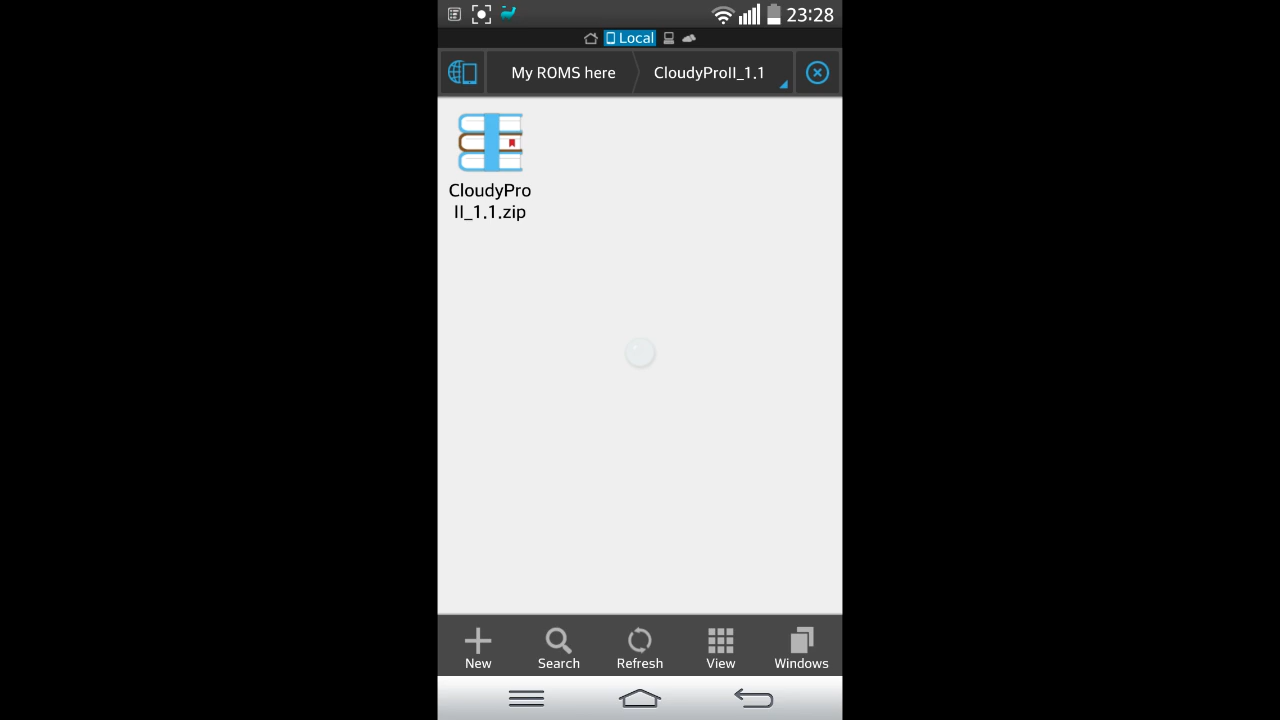 23:28
Local
My ROMS here
CloudyProII_1.1
CloudyPro
II_1.1.zip
New
Search
Refresh
View
Windows